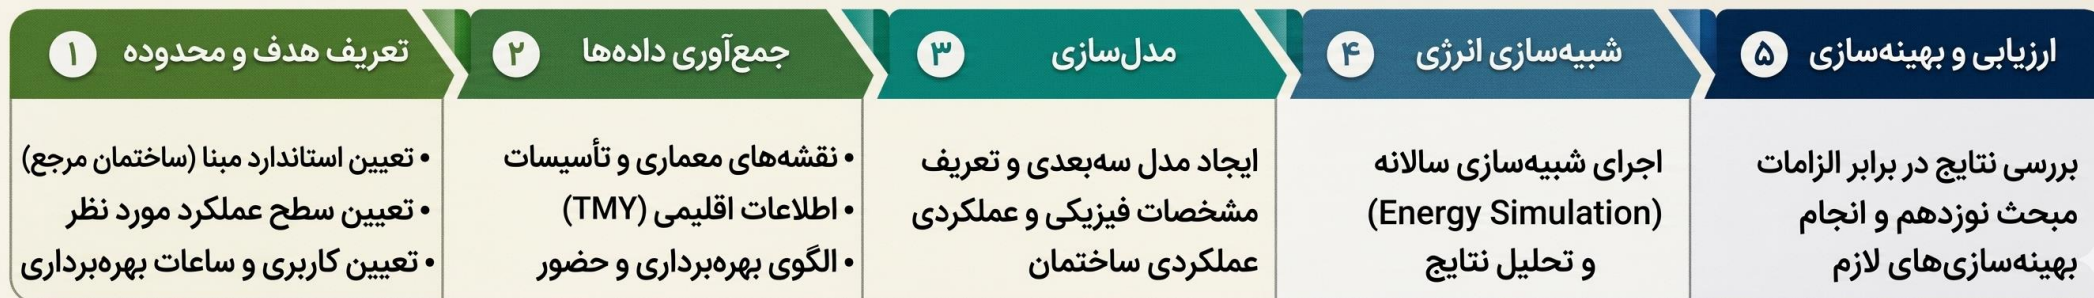 ۱ تعریف هدف و محدوده
• تعیین استاندارد مبنا (ساختمان مرجع)
• تعیین سطح عملکرد مورد نظر
• تعیین کاربری و ساعات بهره‌برداری
۲ جمع‌آوری داده‌ها
• نقشه‌های معماری و تأسیسات
• اطلاعات اقلیمی (TMY)
• الگوی بهره‌برداری و حضور
۳ مدل‌سازی
ایجاد مدل سه‌بعدی و تعریف
مشخصات فیزیکی و عملکردی
عملکردی ساختمان
۴ شبیه‌سازی انرژی
اجرای شبیه‌سازی سالانه
(Energy Simulation)
و تحلیل نتایج
۵ ارزیابی و بهینه‌سازی
بررسی نتایج در برابر الزامات
مبحث نوزدهم و انجام
بهینه‌سازی‌های لازم